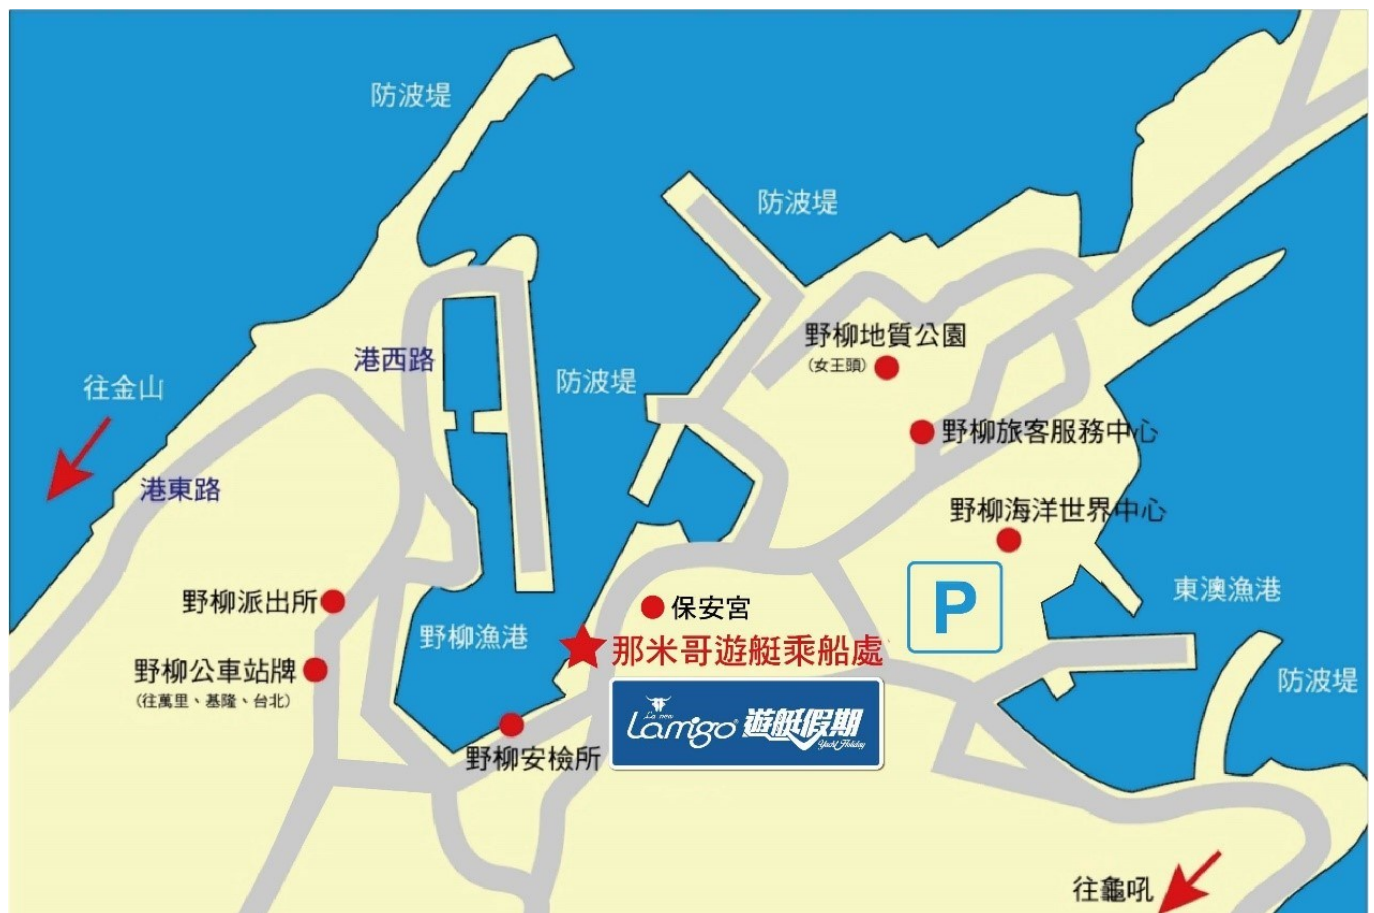 防波堤
防波堤
野柳地質公園
(女王頭)
港西路
防波堤
往金山
野柳旅客服務中心
港東路
野柳海洋世界中心
P
東澳漁港
野柳派出所
保安宮
野柳漁港
那米哥遊艇乘船處
野柳公車站牌
(往萬里、基隆、台北)
防波堤
La new
Lamigo® 遊艇假期
Yacht Holiday
野柳安檢所
往龜吼